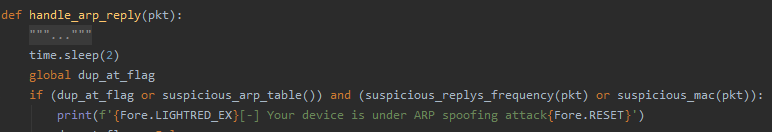 def handle_arp_reply(pkt):
    """..."""
    time.sleep(2)
    global dup_at_flag
    if (dup_at_flag or suspicious_arp_table()) and (suspicious_replys_frequency(pkt) or suspicious_mac(pkt)):
        print(f'{Fore.LIGHTRED_EX}[-] Your device is under ARP spoofing attack{Fore.RESET}')